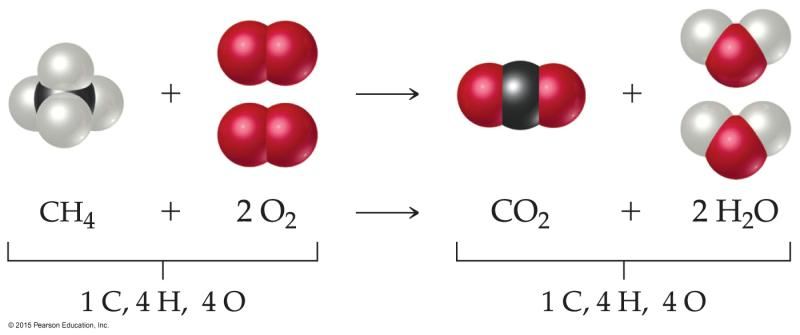 + ⟶ +
CH₄ + 2 O₂ ⟶ CO₂ + 2 H₂O
1 C, 4 H, 4 O 1 C, 4 H, 4 O
© 2015 Pearson Education, Inc.